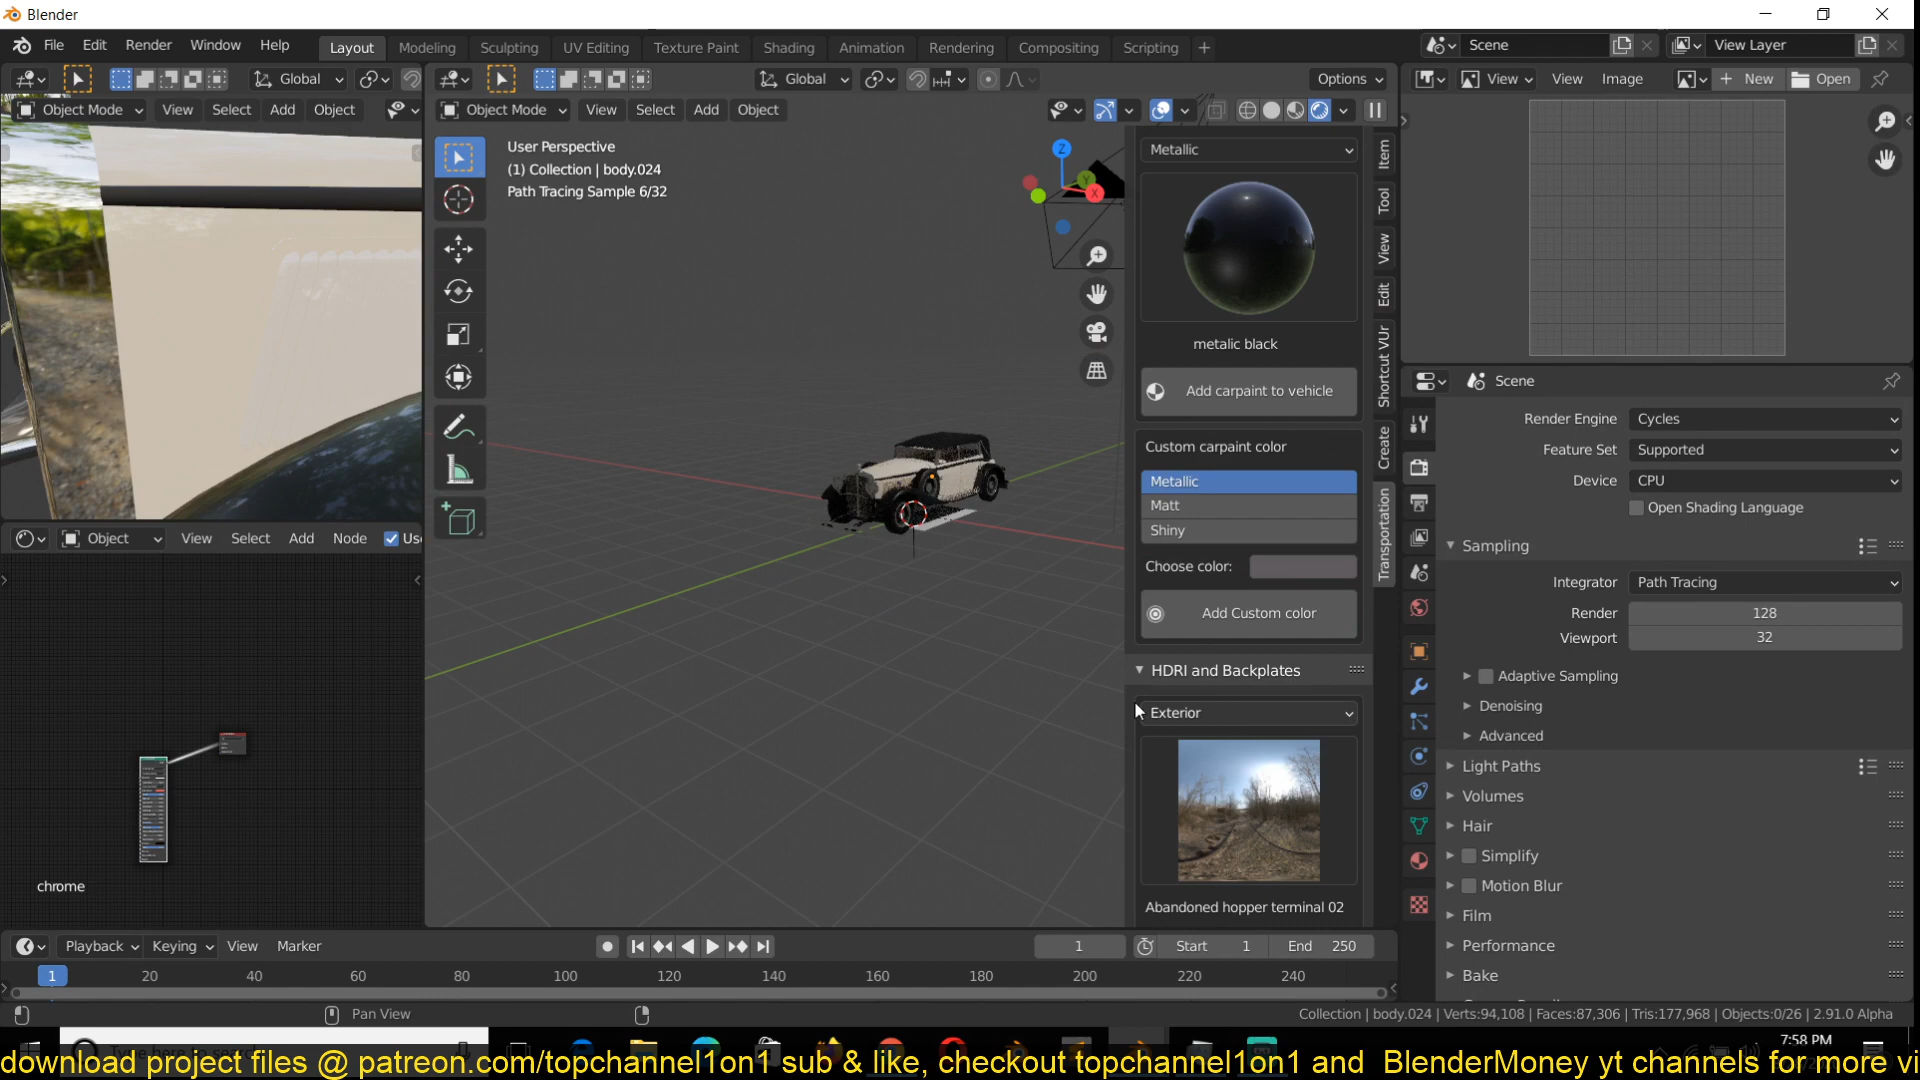 Blender
File Edit Render Window Help
Layout Modeling Sculpting UV Editing Texture Paint Shading Animation Rendering Compositing Scripting +
Scene
View Layer
Global
Global
Options
View View Image New Open
Object Mode View Select Add Object
Object Mode View Select Add Object
User Perspective
(1) Collection | body.024
Path Tracing Sample 6/32
Z
Y
X
Metallic
metalic black
Add carpaint to vehicle
Custom carpaint color
Metallic
Matt
Shiny
Choose color:
Add Custom color
HDRI and Backplates
Exterior
Abandoned hopper terminal 02
Item
Tool
View
Edit
Shortcut VUr
Create
Transportation
Scene
Render Engine Cycles
Feature Set Supported
Device CPU
Open Shading Language
Sampling
Integrator Path Tracing
Render 128
Viewport 32
Adaptive Sampling
Denoising
Advanced
Light Paths
Volumes
Hair
Simplify
Motion Blur
Film
Performance
Bake
Object View Select Add Node Us
chrome
Playback Keying View Marker
1 Start 1 End 250
1 20 40 60 80 100 120 140 160 180 200 220 240
Pan View
Collection | body.024 | Verts:94,108 | Faces:87,306 | Tris:177,968 | Objects:0/26 | 2.91.0 Alpha
7:58 PM
download project files @ patreon.com/topchannel1on1 sub & like, checkout topchannel1on1 and BlenderMoney yt channels for more vi